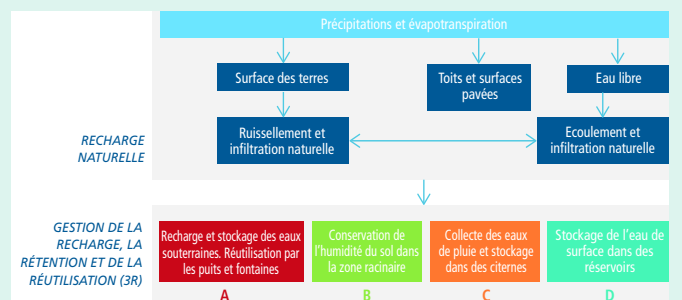 Précipitations et évapotranspiration
Surface des terres
Toits et surfaces
pavées
Eau libre
RECHARGE
NATURELLE
Ruissellement et
infiltration naturelle
Ecoulement et
infiltration naturelle
GESTION DE LA
RECHARGE, LA
RÉTENTION ET DE LA
RÉUTILISATION (3R)
Recharge et stockage des eaux
souterraines. Réutilisation par
les puits et fontaines
Conservation de
l'humidité du sol dans
la zone racinaire
Collecte des eaux
de pluie et stockage
dans des citernes
Stockage de l'eau de
surface dans des
réservoirs
A
B
C
D